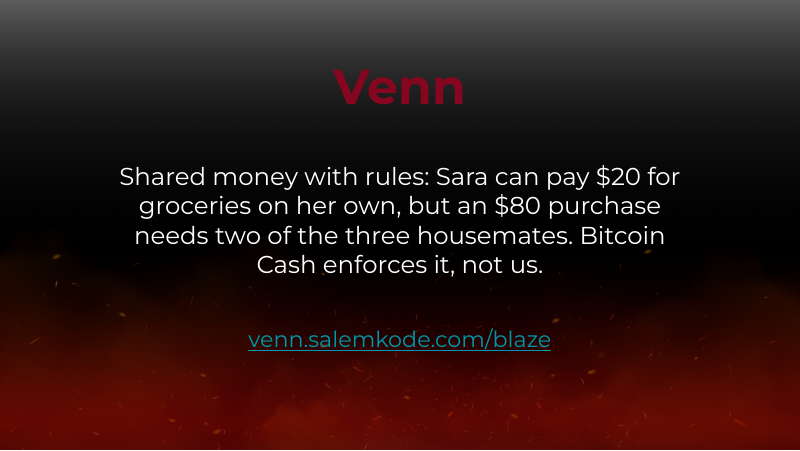 Venn
Shared money with rules: Sara can pay $20 for
groceries on her own, but an $80 purchase
needs two of the three housemates. Bitcoin
Cash enforces it, not us.
venn.salemkode.com/blaze